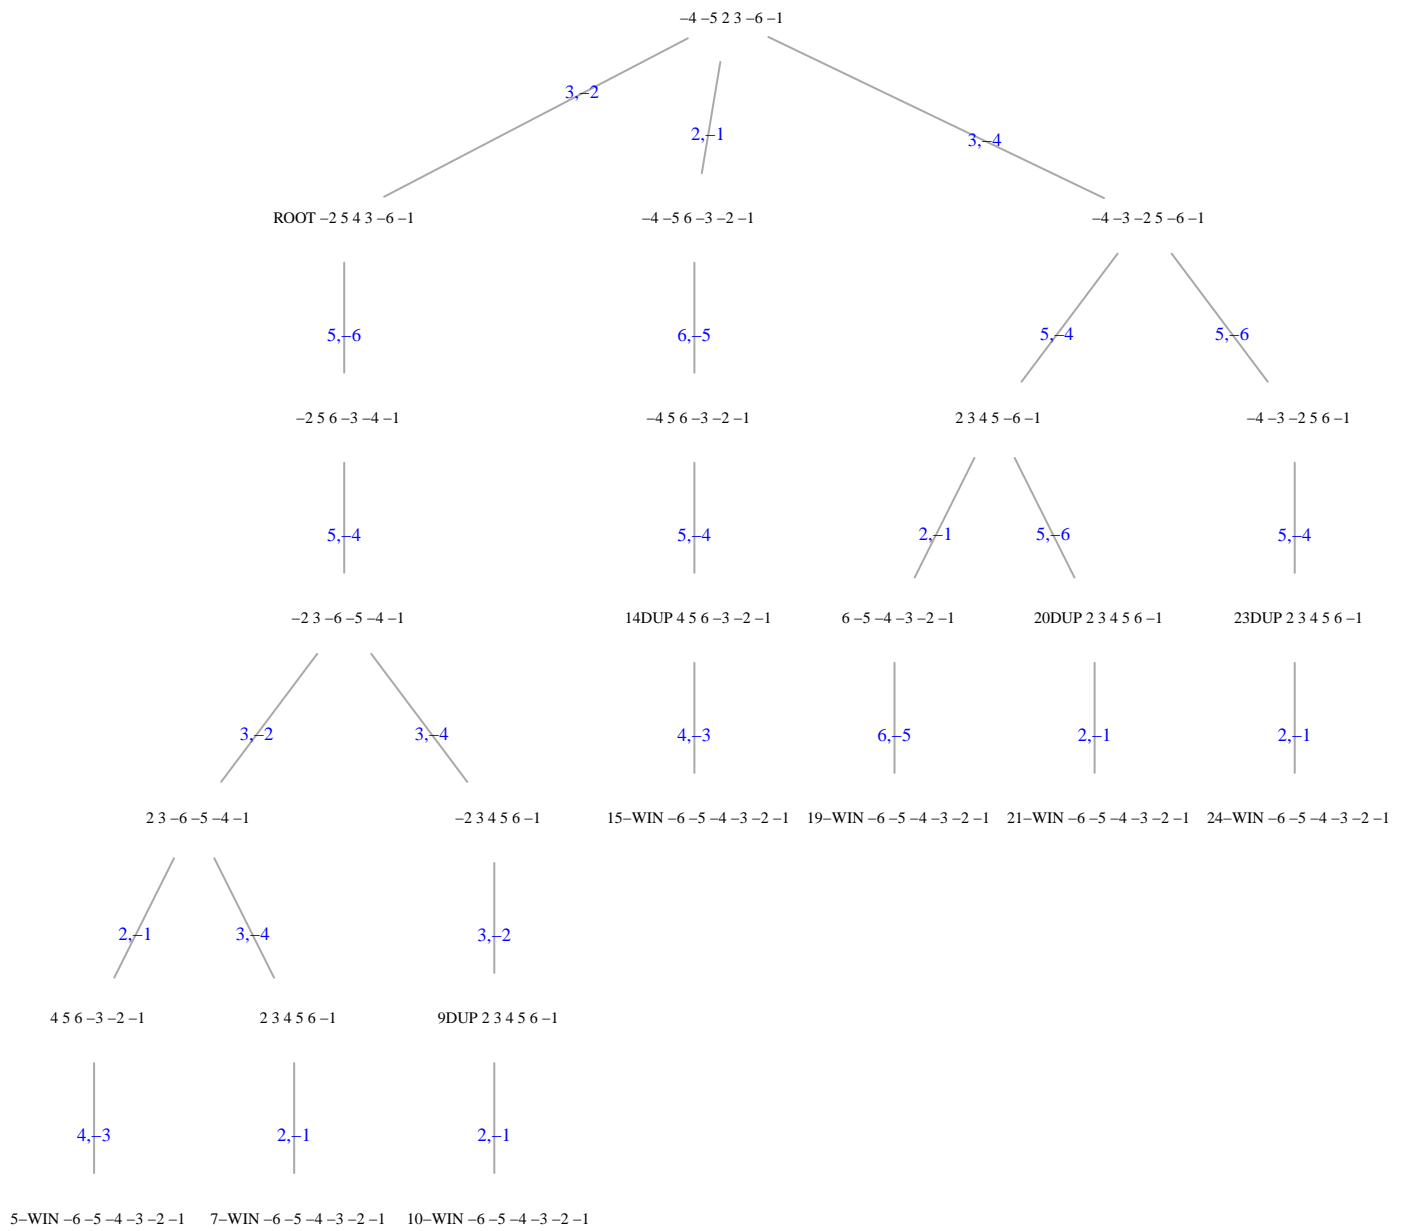 –4 –5 2 3 –6 –1
3,–2
2,–1
3,–4
ROOT –2 5 4 3 –6 –1
–4 –5 6 –3 –2 –1
–4 –3 –2 5 –6 –1
5,–6
6,–5
5,–4
5,–6
–2 5 6 –3 –4 –1
–4 5 6 –3 –2 –1
2 3 4 5 –6 –1
–4 –3 –2 5 6 –1
5,–4
5,–4
2,–1
5,–6
5,–4
–2 3 –6 –5 –4 –1
14DUP 4 5 6 –3 –2 –1
6 –5 –4 –3 –2 –1
20DUP 2 3 4 5 6 –1
23DUP 2 3 4 5 6 –1
3,–2
3,–4
4,–3
6,–5
2,–1
2,–1
2 3 –6 –5 –4 –1
–2 3 4 5 6 –1
15–WIN –6 –5 –4 –3 –2 –1
19–WIN –6 –5 –4 –3 –2 –1
21–WIN –6 –5 –4 –3 –2 –1
24–WIN –6 –5 –4 –3 –2 –1
2,–1
3,–4
3,–2
4 5 6 –3 –2 –1
2 3 4 5 6 –1
9DUP 2 3 4 5 6 –1
4,–3
2,–1
2,–1
5–WIN –6 –5 –4 –3 –2 –1
7–WIN –6 –5 –4 –3 –2 –1
10–WIN –6 –5 –4 –3 –2 –1